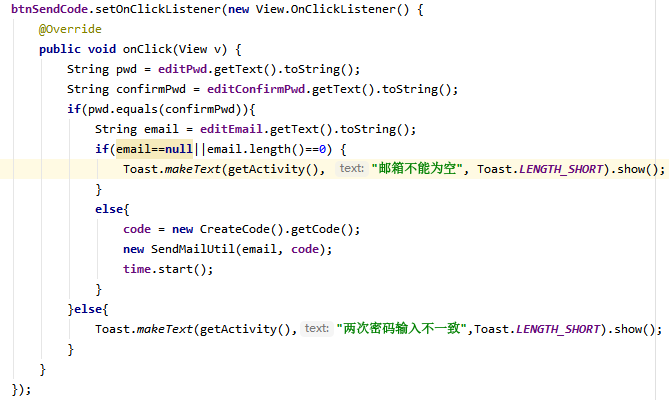 btnSendCode.setOnClickListener(new View.OnClickListener() {
@Override
public void onClick(View v) {
String pwd = editPwd.getText().toString();
String confirmPwd = editConfirmPwd.getText().toString();
if(pwd.equals(confirmPwd)){
String email = editEmail.getText().toString();
if(email==null||email.length()==0) {
Toast.makeText(getActivity(), text: "邮箱不能为空", Toast.LENGTH_SHORT).show();
}
else{
code = new CreateCode().getCode();
new SendMailUtil(email, code);
time.start();
}
}else{
Toast.makeText(getActivity(), text: "两次密码输入不一致",Toast.LENGTH_SHORT).show();
}
}
});